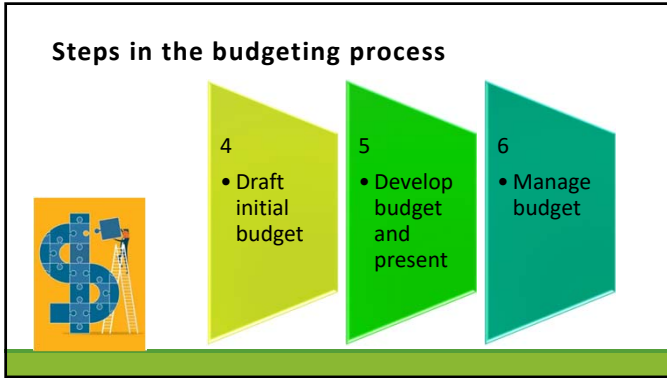 Steps in the budgeting process
4
• Draft
initial
budget
5
• Develop
budget
and
present
6
• Manage
budget